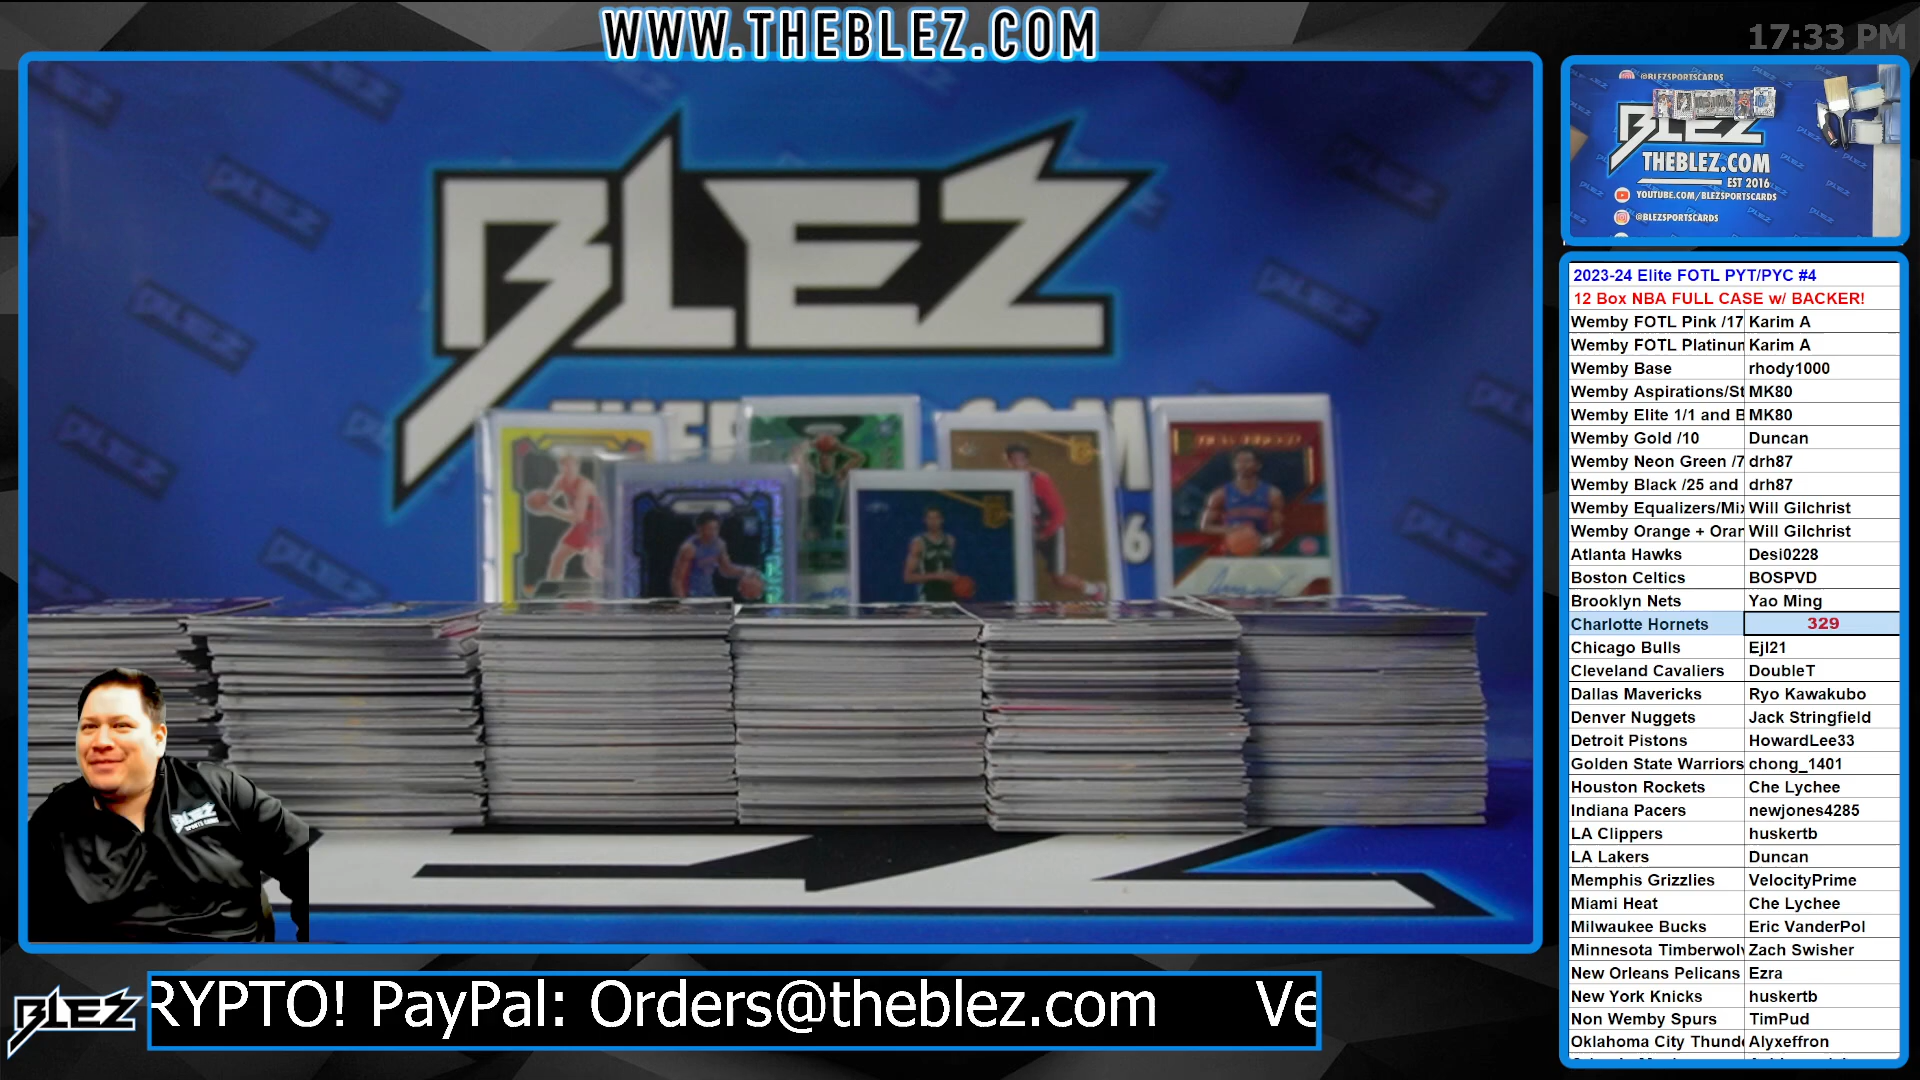 WWW.THEBLEZ.COM
17:33 PM
BLEZ
@BLEZSPORTSCARDS
BLEZ
THEBLEZ.COM
EST 2016
YOUTUBE.COM/BLEZSPORTSCARDS
@BLEZSPORTSCARDS
2023-24 Elite FOTL PYT/PYC #4
12 Box NBA FULL CASE w/ BACKER!
Wemby FOTL Pink /17 Karim A
Wemby FOTL Platinum Karim A
Wemby Base rhody1000
Wemby Aspirations/St MK80
Wemby Elite 1/1 and B MK80
Wemby Gold /10 Duncan
Wemby Neon Green /7 drh87
Wemby Black /25 and drh87
Wemby Equalizers/Mix Will Gilchrist
Wemby Orange + Oran Will Gilchrist
Atlanta Hawks Desi0228
Boston Celtics BOSPVD
Brooklyn Nets Yao Ming
Charlotte Hornets 329
Chicago Bulls Ejl21
Cleveland Cavaliers DoubleT
Dallas Mavericks Ryo Kawakubo
Denver Nuggets Jack Stringfield
Detroit Pistons HowardLee33
Golden State Warriors chong_1401
Houston Rockets Che Lychee
Indiana Pacers newjones4285
LA Clippers huskertb
LA Lakers Duncan
Memphis Grizzlies VelocityPrime
Miami Heat Che Lychee
Milwaukee Bucks Eric VanderPol
Minnesota Timberwolv Zach Swisher
New Orleans Pelicans Ezra
New York Knicks huskertb
Non Wemby Spurs TimPud
Oklahoma City Thunde Alyxeffron
BLEZ
BLEZ
RYPTO! PayPal: Orders@theblez.com Ve